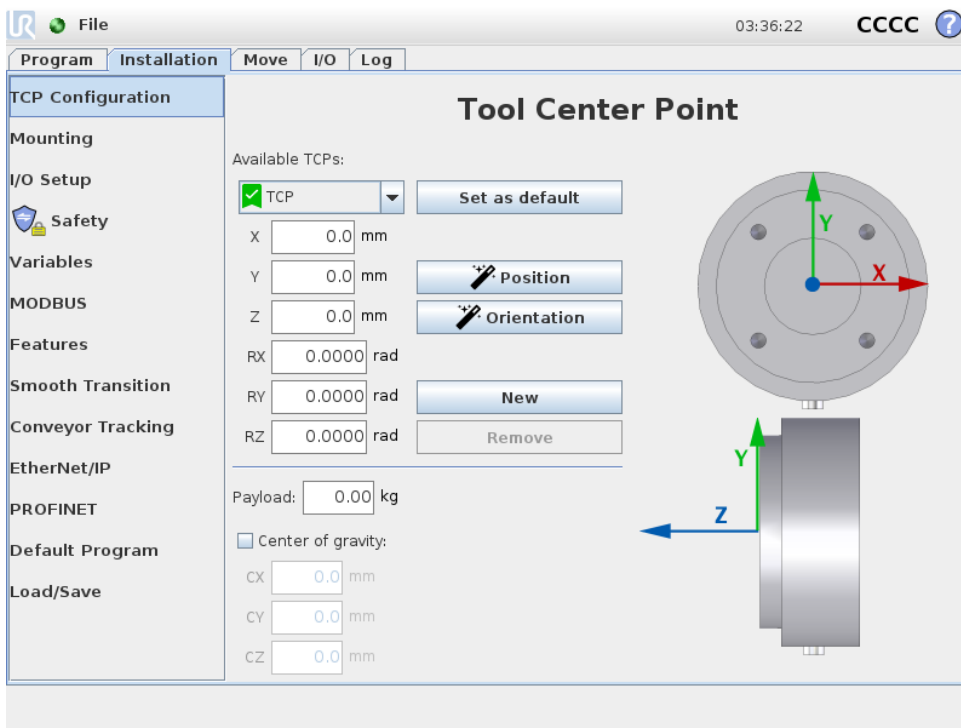 UR File 03:36:22 CCCC ?
Program Installation Move I/O Log
TCP Configuration
Mounting
I/O Setup
Safety
Variables
MODBUS
Features
Smooth Transition
Conveyor Tracking
EtherNet/IP
PROFINET
Default Program
Load/Save
Tool Center Point
Available TCPs:
TCP Set as default
X 0.0 mm
Y 0.0 mm Position
Z 0.0 mm Orientation
RX 0.0000 rad
RY 0.0000 rad New
RZ 0.0000 rad Remove
Payload: 0.00 kg
Center of gravity:
CX 0.0 mm
CY 0.0 mm
CZ 0.0 mm
Y
X
Y
Z